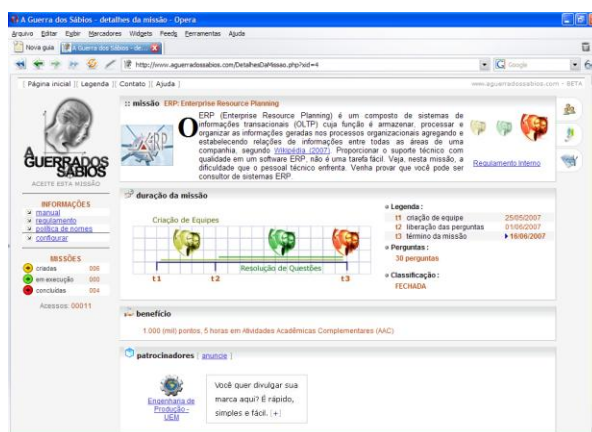 A Guerra dos Sábios - detalhes da missão - Opera
Arquivo Editar Exibir Marcadores Widgets Feeds Ferramentas Ajuda
Nova guia A Guerra dos Sábios - de...
http://www.aguerradossabios.com/DetalhesDaMissao.php?xid=4 Google
[ Página inicial ][ Legenda ][ Contato ][ Ajuda ] www.aguerradossabios.com - BETA
A GUERRA DOS SÁBIOS
ACEITE ESTA MISSÃO
INFORMAÇÕES
manual
regulamento
política de nomes
configurar
MISSÕES
criadas 006
em execução 000
concluídas 004
Acessos: 00011
:: missão ERP: Enterprise Resource Planning
ERP
O ERP (Enterprise Resource Planning) é um composto de sistemas de
informações transacionais (OLTP) cuja função é armazenar, processar e
organizar as informações geradas nos processos organizacionais agregando e
estabelecendo relações de informações entre todas as áreas de uma
companhia, segundo Wikipédia (2007). Proporcionar o suporte técnico com
qualidade em um software ERP, não é uma tarefa fácil. Veja, nesta missão, a
dificuldade que o pessoal técnico enfrenta. Venha provar que você pode ser
consultor de sistemas ERP.
Regulamento Interno
duração da missão
Criação de Equipes
Resolução de Questões
t1 t2 t3
Legenda :
t1 criação de equipe 25/05/2007
t2 liberação das perguntas 01/06/2007
t3 término da missão 16/06/2007
Perguntas :
30 perguntas
Classificação :
FECHADA
benefício
1.000 (mil) pontos, 5 horas em Atividades Acadêmicas Complementares (AAC)
patrocinadores [ anuncie ]
Engenharia de
Produção -
UEM
Você quer divulgar sua
marca aqui? É rápido,
simples e fácil. [+]